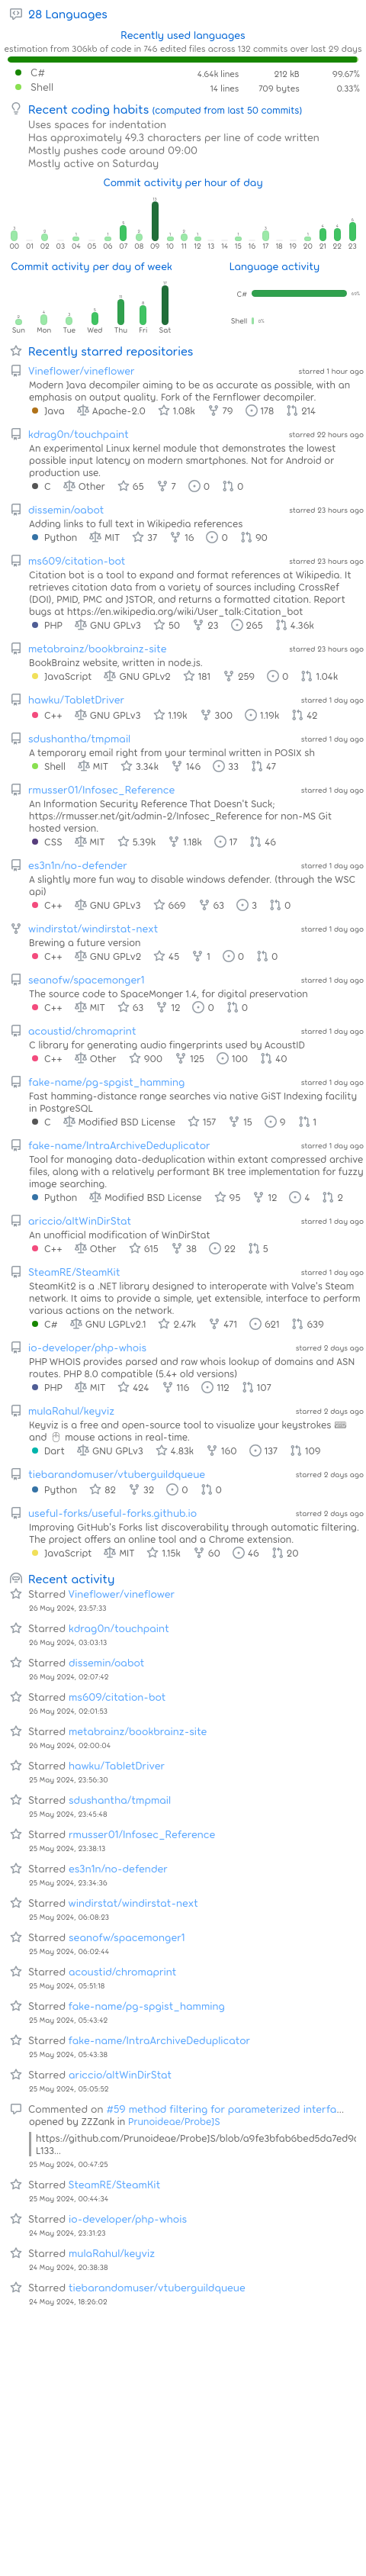 28 Languages
Recently used languages
estimation from 306kb of code in 746 edited files across 132 commits over last 29 days
C# 4.64k lines 212 kB 99.67%
Shell 14 lines 709 bytes 0.33%
Recent coding habits (computed from last 50 commits)
Uses spaces for indentation
Has approximately 49.3 characters per line of code written
Mostly pushes code around 09:00
Mostly active on Saturday
Commit activity per hour of day
00 01 02 03 04 05 06 07 08 09 10 11 12 13 14 15 16 17 18 19 20 21 22 23
Commit activity per day of week
Language activity
C#
Shell
Sun Mon Tue Wed Thu Fri Sat
Recently starred repositories
Vineflower/vineflower starred 1 hour ago
Modern Java decompiler aiming to be as accurate as possible, with an
emphasis on output quality. Fork of the Fernflower decompiler.
Java Apache-2.0 1.08k 79 178 214
kdrag0n/touchpaint starred 22 hours ago
An experimental Linux kernel module that demonstrates the lowest
possible input latency on modern smartphones. Not for Android or
production use.
C Other 65 7 0 0
dissemin/oabot starred 23 hours ago
Adding links to full text in Wikipedia references
Python MIT 37 16 0 90
ms609/citation-bot starred 23 hours ago
Citation bot is a tool to expand and format references at Wikipedia. It
retrieves citation data from a variety of sources including CrossRef
(DOI), PMID, PMC and JSTOR, and returns a formatted citation. Report
bugs at https://en.wikipedia.org/wiki/User_talk:Citation_bot
PHP GNU GPLv3 50 23 265 4.36k
metabrainz/bookbrainz-site starred 23 hours ago
BookBrainz website, written in node.js.
JavaScript GNU GPLv2 181 259 0 1.04k
hawku/TabletDriver starred 1 day ago
C++ GNU GPLv3 1.19k 300 1.19k 42
sdushantha/tmpmail starred 1 day ago
A temporary email right from your terminal written in POSIX sh
Shell MIT 3.34k 146 33 47
rmusser01/Infosec_Reference starred 1 day ago
An Information Security Reference That Doesn't Suck;
https://rmusser.net/git/admin-2/Infosec_Reference for non-MS Git
hosted version.
CSS MIT 5.39k 1.18k 17 46
es3n1n/no-defender starred 1 day ago
A slightly more fun way to disable windows defender. (through the WSC
api)
C++ GNU GPLv3 669 63 3 0
windirstat/windirstat-next starred 1 day ago
Brewing a future version
C++ GNU GPLv2 45 1 0 0
seanofw/spacemonger1 starred 1 day ago
The source code to SpaceMonger 1.4, for digital preservation
C++ MIT 63 12 0 0
acoustid/chromaprint starred 1 day ago
C library for generating audio fingerprints used by AcoustID
C++ Other 900 125 100 40
fake-name/pg-spgist_hamming starred 1 day ago
Fast hamming-distance range searches via native GiST Indexing facility
in PostgreSQL
C Modified BSD License 157 15 9 1
fake-name/IntraArchiveDeduplicator starred 1 day ago
Tool for managing data-deduplication within extant compressed archive
files, along with a relatively performant BK tree implementation for fuzzy
image searching.
Python Modified BSD License 95 12 4 2
ariccio/altWinDirStat starred 1 day ago
An unofficial modification of WinDirStat
C++ Other 615 38 22 5
SteamRE/SteamKit starred 1 day ago
SteamKit2 is a .NET library designed to interoperate with Valve's Steam
network. It aims to provide a simple, yet extensible, interface to perform
various actions on the network.
C# GNU LGPLv2.1 2.47k 471 621 639
io-developer/php-whois starred 2 days ago
PHP WHOIS provides parsed and raw whois lookup of domains and ASN
routes. PHP 8.0 compatible (5.4+ old versions)
PHP MIT 424 116 112 107
mulaRahul/keyviz starred 2 days ago
Keyviz is a free and open-source tool to visualize your keystrokes ⌨️
and 🖱️ mouse actions in real-time.
Dart GNU GPLv3 4.83k 160 137 109
tiebarandomuser/vtuberguildqueue starred 2 days ago
Python 82 32 0 0
useful-forks/useful-forks.github.io starred 2 days ago
Improving GitHub's Forks list discoverability through automatic filtering.
The project offers an online tool and a Chrome extension.
JavaScript MIT 1.15k 60 46 20
Recent activity
Starred Vineflower/vineflower
26 May 2024, 23:57:33
Starred kdrag0n/touchpaint
26 May 2024, 03:03:13
Starred dissemin/oabot
26 May 2024, 02:07:42
Starred ms609/citation-bot
26 May 2024, 02:01:53
Starred metabrainz/bookbrainz-site
26 May 2024, 02:00:04
Starred hawku/TabletDriver
25 May 2024, 23:56:30
Starred sdushantha/tmpmail
25 May 2024, 23:45:48
Starred rmusser01/Infosec_Reference
25 May 2024, 23:38:13
Starred es3n1n/no-defender
25 May 2024, 23:34:36
Starred windirstat/windirstat-next
25 May 2024, 06:08:23
Starred seanofw/spacemonger1
25 May 2024, 06:02:44
Starred acoustid/chromaprint
25 May 2024, 05:51:18
Starred fake-name/pg-spgist_hamming
25 May 2024, 05:43:42
Starred fake-name/IntraArchiveDeduplicator
25 May 2024, 05:43:38
Starred ariccio/altWinDirStat
25 May 2024, 05:05:52
Commented on #59 method filtering for parameterized interfa...
opened by ZZZank in Prunoideae/ProbeJS
https://github.com/Prunoideae/ProbeJS/blob/a9fe3bfab6bed5da7ed9c
L133...
25 May 2024, 00:47:25
Starred SteamRE/SteamKit
25 May 2024, 00:44:34
Starred io-developer/php-whois
24 May 2024, 23:31:23
Starred mulaRahul/keyviz
24 May 2024, 20:38:38
Starred tiebarandomuser/vtuberguildqueue
24 May 2024, 18:26:02